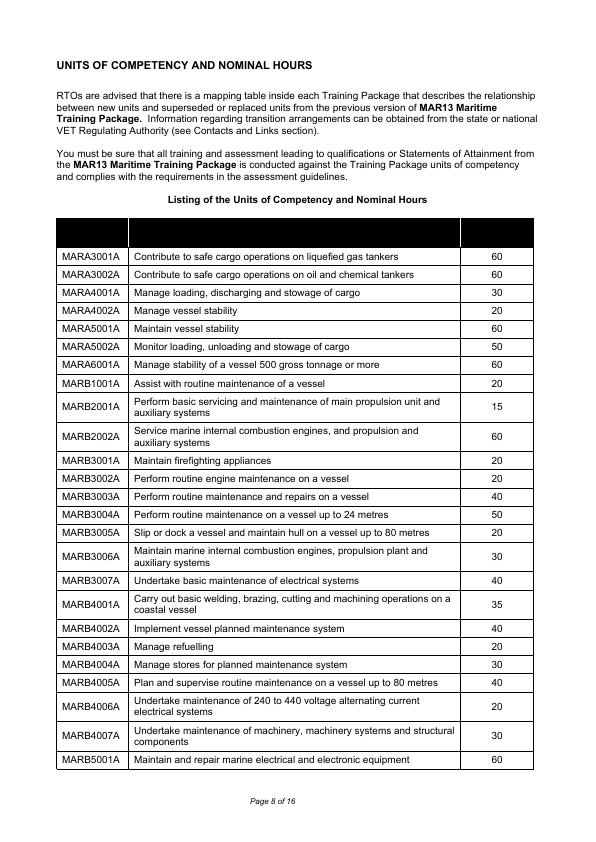 UNITS OF COMPETENCY AND NOMINAL HOURS
RTOs are advised that there is a mapping table inside each Training Package that describes the relationship
between new units and superseded or replaced units from the previous version of MAR13 Maritime
Training Package.  Information regarding transition arrangements can be obtained from the state or national
VET Regulating Authority (see Contacts and Links section).
You must be sure that all training and assessment leading to qualifications or Statements of Attainment from
the MAR13 Maritime Training Package is conducted against the Training Package units of competency
and complies with the requirements in the assessment guidelines.
Listing of the Units of Competency and Nominal Hours
MARA3001A Contribute to safe cargo operations on liquefied gas tankers 60
MARA3002A Contribute to safe cargo operations on oil and chemical tankers 60
MARA4001A Manage loading, discharging and stowage of cargo 30
MARA4002A Manage vessel stability 20
MARA5001A Maintain vessel stability 60
MARA5002A Monitor loading, unloading and stowage of cargo 50
MARA6001A Manage stability of a vessel 500 gross tonnage or more 60
MARB1001A Assist with routine maintenance of a vessel 20
Perform basic servicing and maintenance of main propulsion unit and
MARB2001A auxiliary systems 15
Service marine internal combustion engines, and propulsion and
MARB2002A auxiliary systems 60
MARB3001A Maintain firefighting appliances 20
MARB3002A Perform routine engine maintenance on a vessel 20
MARB3003A Perform routine maintenance and repairs on a vessel 40
MARB3004A Perform routine maintenance on a vessel up to 24 metres 50
MARB3005A Slip or dock a vessel and maintain hull on a vessel up to 80 metres 20
Maintain marine internal combustion engines, propulsion plant and
MARB3006A auxiliary systems 30
MARB3007A Undertake basic maintenance of electrical systems 40
Carry out basic welding, brazing, cutting and machining operations on a
MARB4001A coastal vessel 35
MARB4002A Implement vessel planned maintenance system 40
MARB4003A Manage refuelling 20
MARB4004A Manage stores for planned maintenance system 30
MARB4005A Plan and supervise routine maintenance on a vessel up to 80 metres 40
Undertake maintenance of 240 to 440 voltage alternating current
MARB4006A electrical systems 20
Undertake maintenance of machinery, machinery systems and structural
MARB4007A components 30
MARB5001A Maintain and repair marine electrical and electronic equipment 60
Page 8 of 16